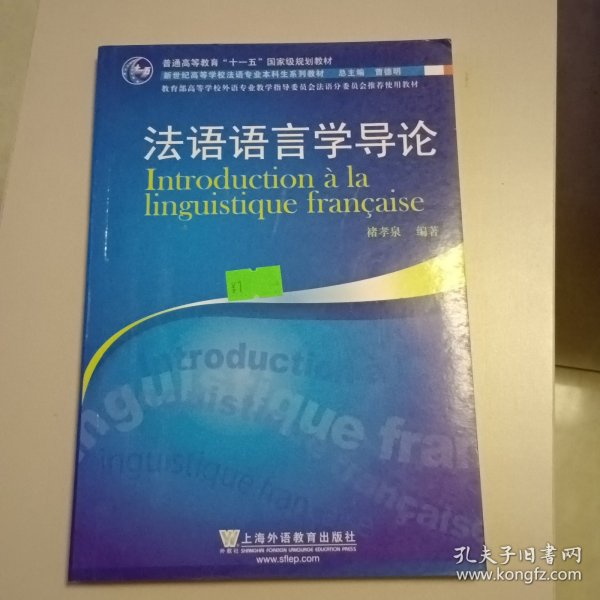 普通高等教育“十一五”国家级规划教材
新世纪高等学校法语专业本科生系列教材 总主编 曹德明
教育部高等学校外语专业教学指导委员会法语分委员会推荐使用教材
法语语言学导论
Introduction à la
linguistique française
褚孝泉 编著
¥1
Introduction
linguistique française
linguistique
linguistique fran
française
外教社
上海外语教育出版社
SHANGHAI FOREIGN LANGUAGE EDUCATION PRESS
www.sflep.com
孔夫子旧书网
www.kongfz.com